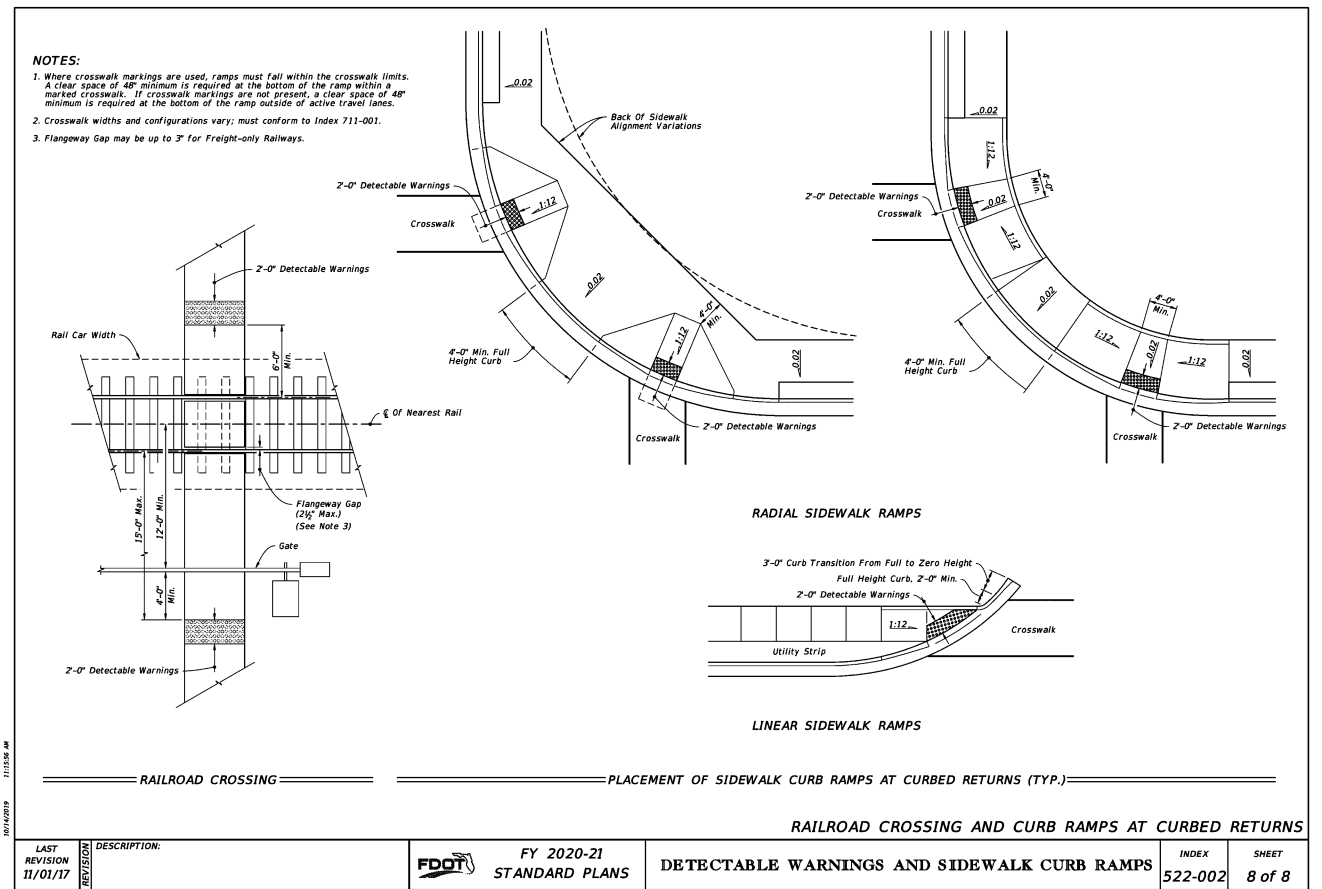 NOTES:
1. Where crosswalk markings are used, ramps must fall within the crosswalk limits.
A clear space of 48" minimum is required at the bottom of the ramp within a
marked crosswalk. If crosswalk markings are not present, a clear space of 48"
minimum is required at the bottom of the ramp outside of active travel lanes.
2. Crosswalk widths and configurations vary; must conform to Index 711-001.
3. Flangeway Gap may be up to 3" for Freight-only Railways.
2'-0" Detectable Warnings
Rail Car Width
6'-0"
Min.
℄ Of Nearest Rail
15'-0" Max.
12'-0" Min.
Flangeway Gap
(2½" Max.)
(See Note 3)
Gate
4'-0"
Min.
2'-0" Detectable Warnings
RAILROAD CROSSING
0.02
Back Of Sidewalk
Alignment Variations
2'-0" Detectable Warnings
1:12
Crosswalk
0.02
4'-0"
Min.
1:12
4'-0" Min. Full
Height Curb
0.02
2'-0" Detectable Warnings
Crosswalk
0.02
1:12
4'-0"
Min.
2'-0" Detectable Warnings
0.02
Crosswalk
1:12
0.02
4'-0"
Min.
1:12
0.02
1:12
0.02
4'-0" Min. Full
Height Curb
2'-0" Detectable Warnings
Crosswalk
RADIAL SIDEWALK RAMPS
3'-0" Curb Transition From Full to Zero Height
Full Height Curb, 2'-0" Min.
2'-0" Detectable Warnings
1:12
Crosswalk
Utility Strip
LINEAR SIDEWALK RAMPS
PLACEMENT OF SIDEWALK CURB RAMPS AT CURBED RETURNS (TYP.)
RAILROAD CROSSING AND CURB RAMPS AT CURBED RETURNS
10/14/2019 11:15:56 AM
LAST
REVISION
11/01/17
REVISION
DESCRIPTION:
FDOT
FY 2020-21
STANDARD PLANS
DETECTABLE WARNINGS AND SIDEWALK CURB RAMPS
INDEX
522-002
SHEET
8 of 8